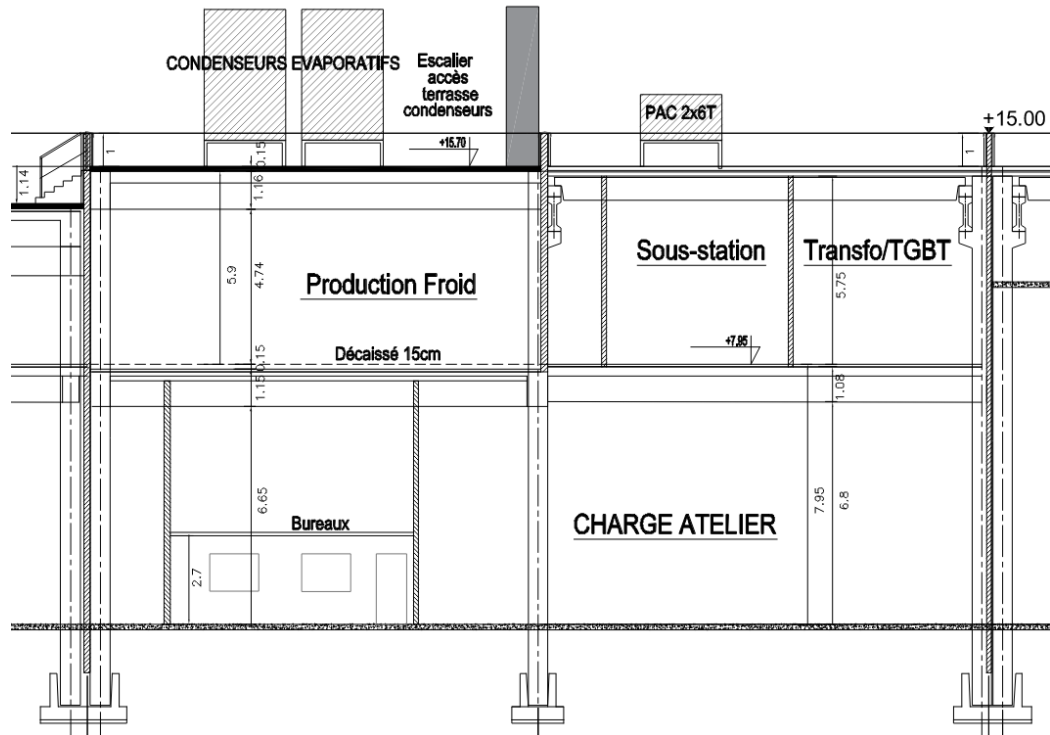 CONDENSEURS EVAPORATIFS
Escalier
accès
terrasse
condenseurs
PAC 2x6T
+15.00
+15.70
1
0.15
1
1.14
1.16
5.9
4.74
Production Froid
Sous-station
Transfo/TGBT
5.75
Décaissé 15cm
+7.95
0.15
1.15
1.08
6.65
Bureaux
CHARGE ATELIER
7.95
6.8
2.7